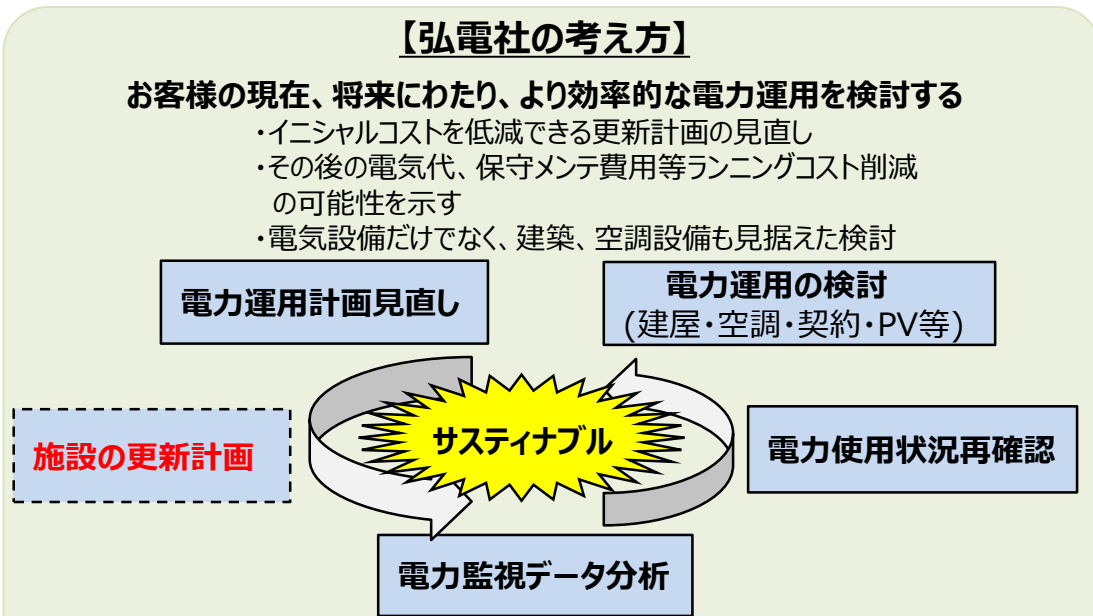 【弘電社の考え方】
お客様の現在、将来にわたり、より効率的な電力運用を検討する
・イニシャルコストを低減できる更新計画の見直し
・その後の電気代、保守メンテ費用等ランニングコスト削減
の可能性を示す
・電気設備だけでなく、建築、空調設備も見据えた検討
電力運用計画見直し
電力運用の検討
(建屋・空調・契約・PV等)
施設の更新計画
サスティナブル
電力使用状況再確認
電力監視データ分析